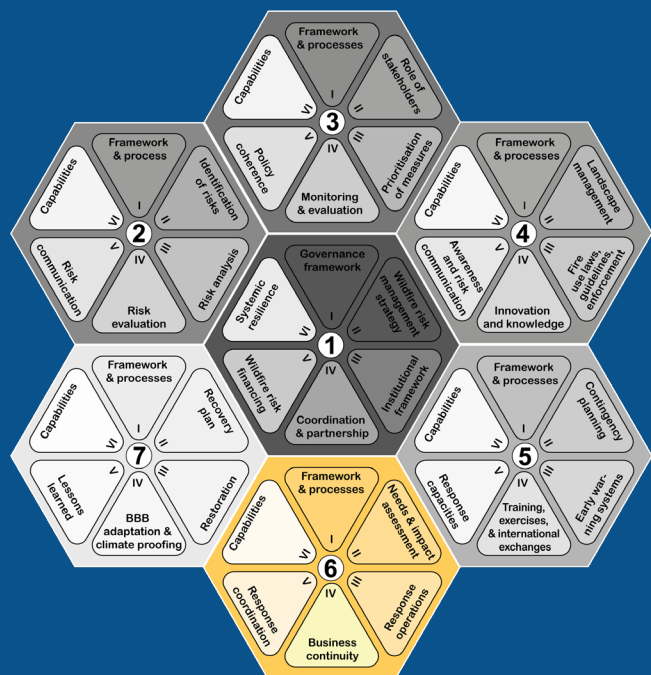 Framework
& processes
I
Role of
stakeholders
II
Prioritisation
of measures
III
Monitoring
& evaluation
IV
Policy
coherence
V
Capabilities
VI
3
Framework
& process
I
Identification
of risks
II
Risk analysis
III
Risk
evaluation
IV
Risk
communication
V
Capabilities
VI
2
Framework
& processes
I
Landscape
management
II
Fire
use laws,
guidelines,
enforcement
III
Innovation
and knowledge
IV
Awareness
and risk
communication
V
Capabilities
VI
4
Governance
framework
I
Wildfire risk
management
strategy
II
Institutional
framework
III
Coordination
& partnership
IV
Wildfire risk
financing
V
Systemic
resilience
VI
1
Framework
& processes
I
Recovery
plan
II
Restoration
III
BBB
adaptation &
climate proofing
IV
Lessons
learned
V
Capabilities
VI
7
Framework
& processes
I
Contingency
planning
II
Early war-
ning systems
III
Training,
exercises,
& international
exchanges
IV
Response
capacities
V
Capabilities
VI
5
Framework
& processes
I
Needs & impact
assessment
II
Response
operations
III
Business
continuity
IV
Response
coordination
V
Capabilities
VI
6